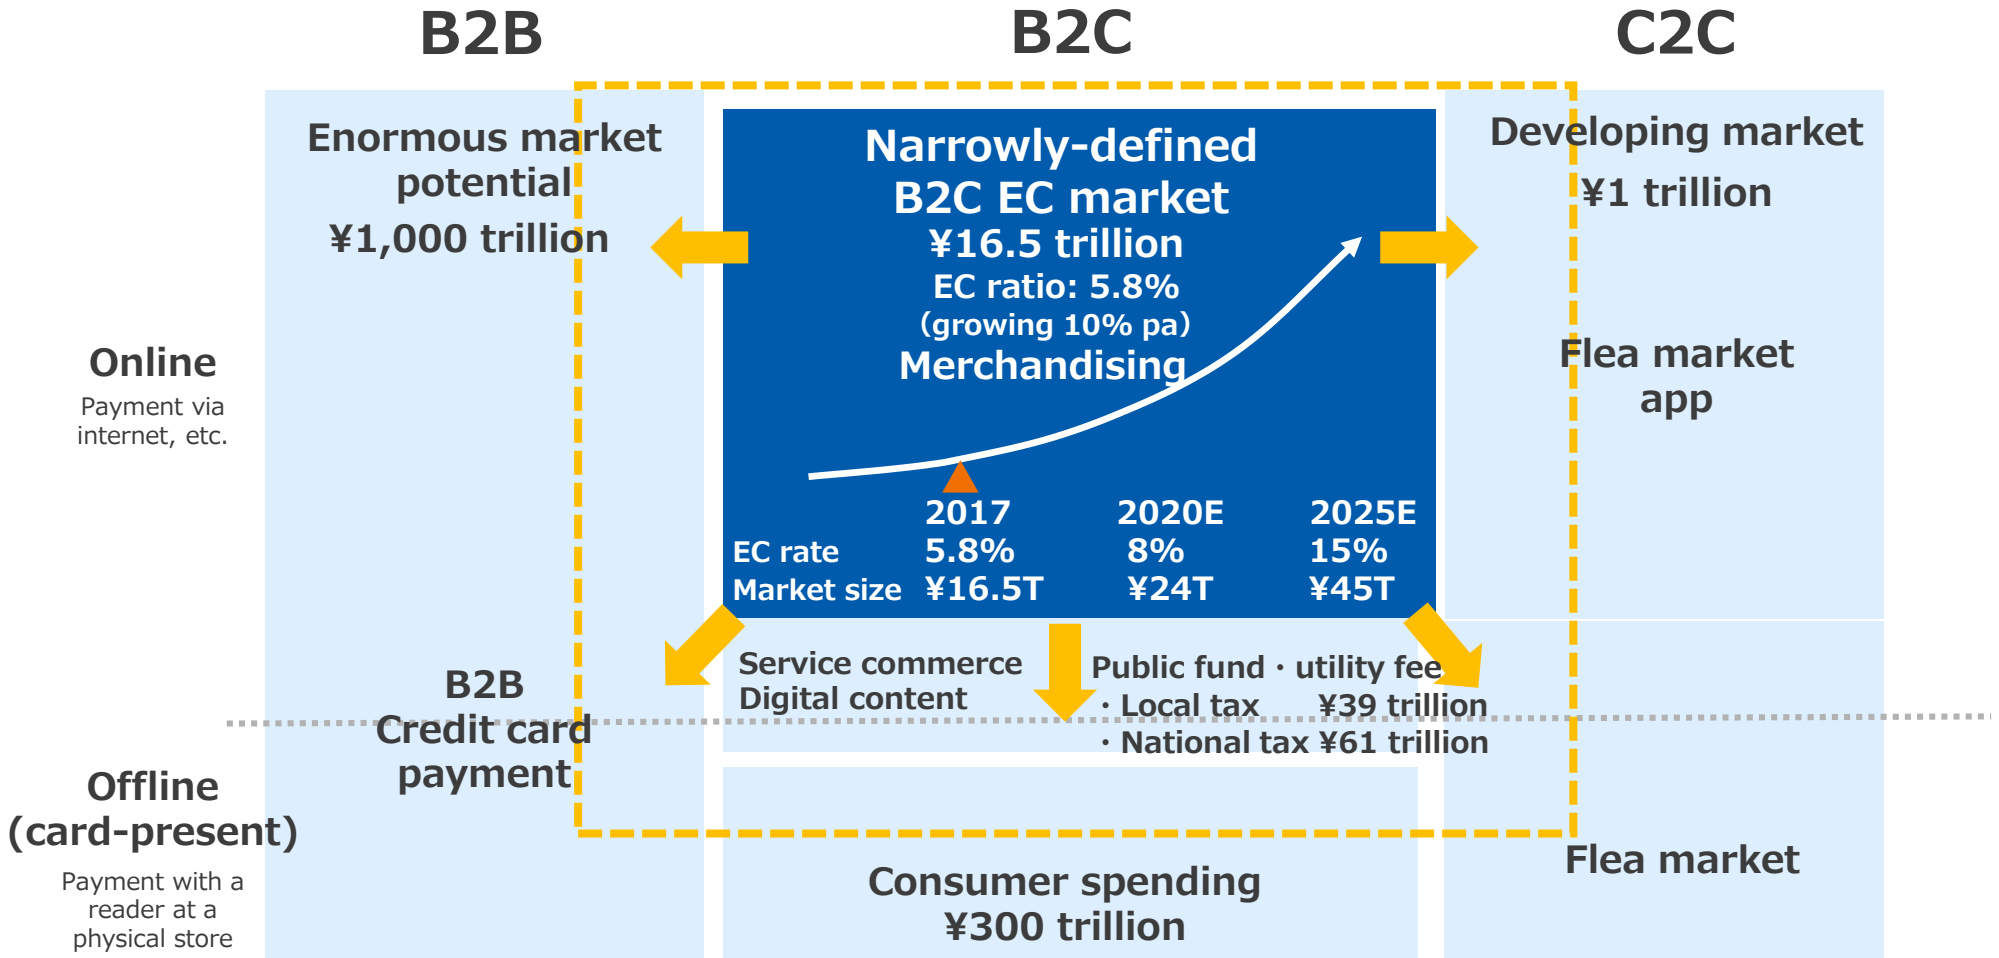 B2B
B2C
C2C
Online
Payment via
internet, etc.
Offline
(card-present)
Payment with a
reader at a
physical store
Enormous market
potential
¥1,000 trillion
B2B
Credit card
payment
Narrowly-defined
B2C EC market
¥16.5 trillion
EC ratio: 5.8%
(growing 10% pa)
Merchandising
2017 2020E 2025E
EC rate 5.8% 8% 15%
Market size ¥16.5T ¥24T ¥45T
Service commerce
Digital content
Public fund・utility fee
・Local tax ¥39 trillion
・National tax ¥61 trillion
Consumer spending
¥300 trillion
Developing market
¥1 trillion
Flea market
app
Flea market